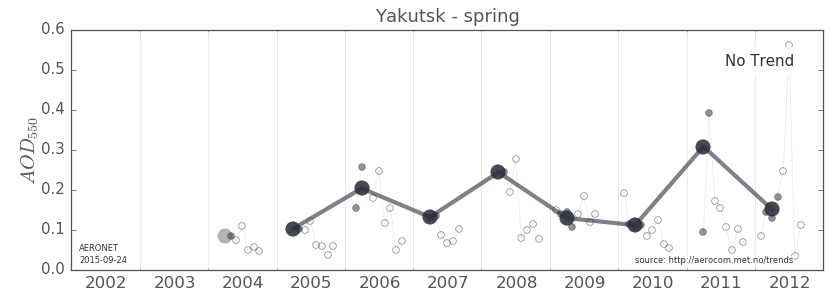 Yakutsk - spring
0.6
No Trend
0.5
0.4
0.3
0.2
0.1
0.0
AOD550
AERONET
2015-09-24
source: http://aerocom.met.no/trends
2002 2003 2004 2005 2006 2007 2008 2009 2010 2011 2012